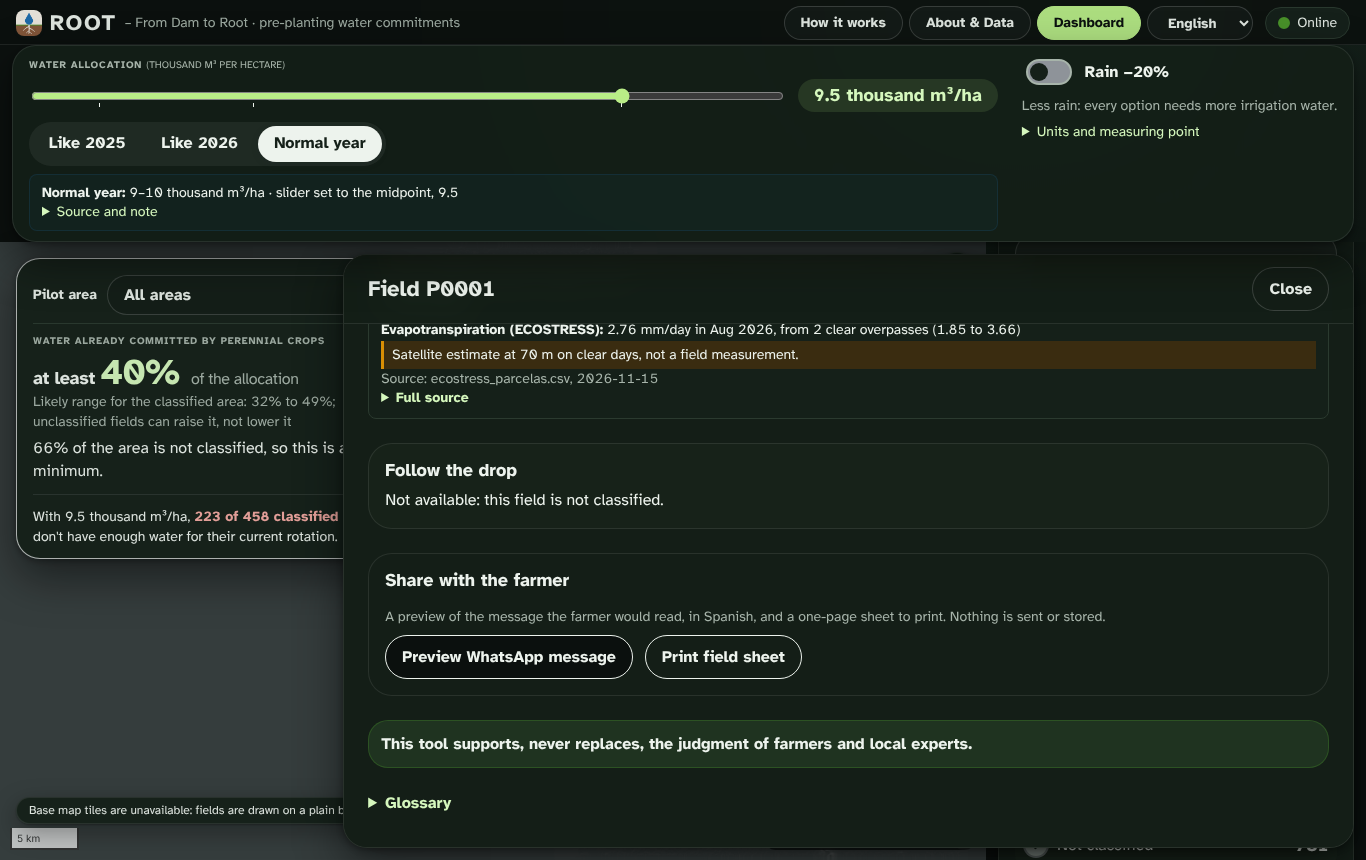 ROOT – From Dam to Root · pre-planting water commitments
How it works
About & Data
Dashboard
English
Online
WATER ALLOCATION (THOUSAND M³ PER HECTARE)
9.5 thousand m³/ha
Like 2025
Like 2026
Normal year
Normal year: 9–10 thousand m³/ha · slider set to the midpoint, 9.5
Source and note
Rain −20%
Less rain: every option needs more irrigation water.
Units and measuring point
Pilot area
All areas
WATER ALREADY COMMITTED BY PERENNIAL CROPS
at least 40% of the allocation
Likely range for the classified area: 32% to 49%;
unclassified fields can raise it, not lower it
66% of the area is not classified, so this is a
minimum.
With 9.5 thousand m³/ha, 223 of 458 classified
don't have enough water for their current rotation.
Base map tiles are unavailable: fields are drawn on a plain
5 km
Field P0001
Close
Evapotranspiration (ECOSTRESS): 2.76 mm/day in Aug 2026, from 2 clear overpasses (1.85 to 3.66)
Satellite estimate at 70 m on clear days, not a field measurement.
Source: ecostress_parcelas.csv, 2026-11-15
Full source
Follow the drop
Not available: this field is not classified.
Share with the farmer
A preview of the message the farmer would read, in Spanish, and a one-page sheet to print. Nothing is sent or stored.
Preview WhatsApp message
Print field sheet
This tool supports, never replaces, the judgment of farmers and local experts.
Glossary
Not classified